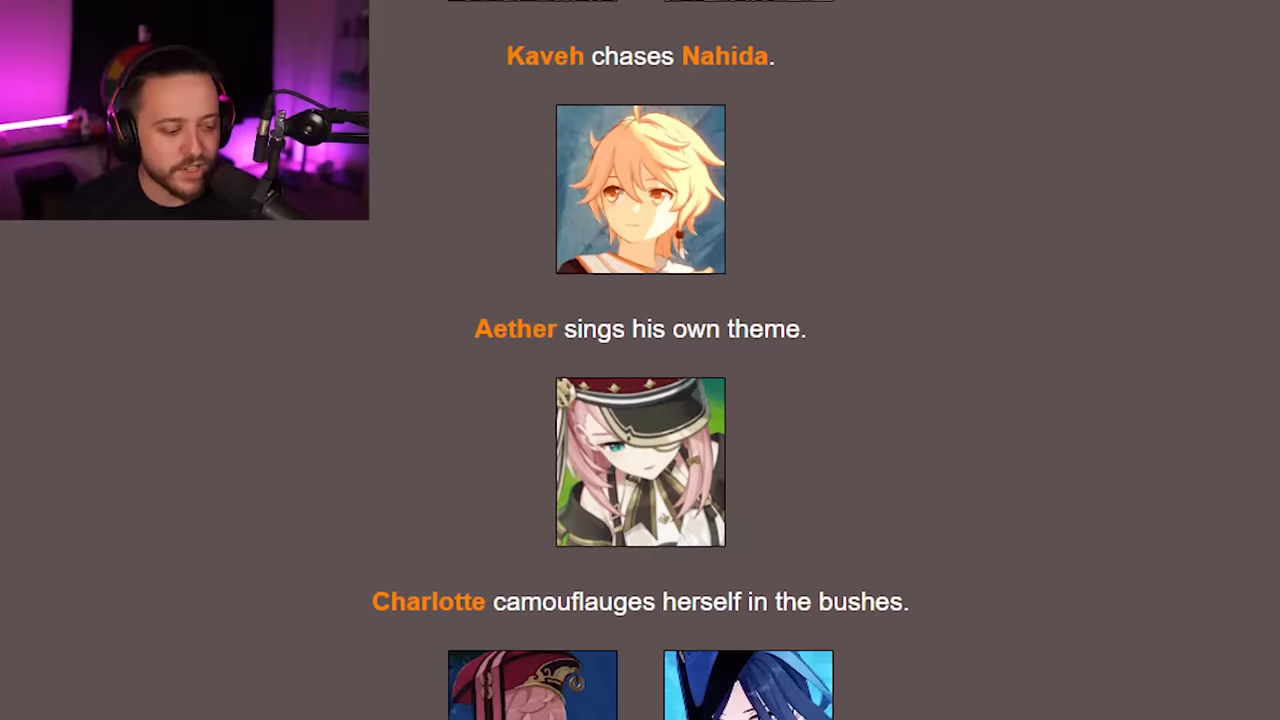 Kaveh chases Nahida.
Aether sings his own theme.
Charlotte camouflauges herself in the bushes.